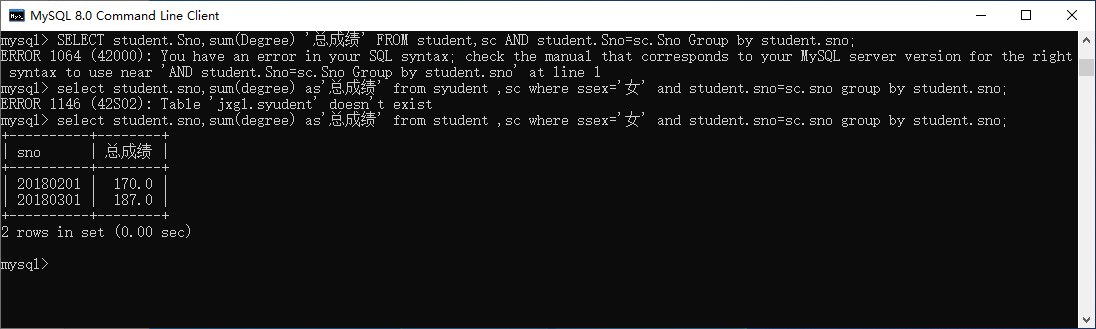 MySQL 8.0 Command Line Client
mysql> SELECT student.Sno,sum(Degree) '总成绩' FROM student,sc AND student.Sno=sc.Sno Group by student.sno;
ERROR 1064 (42000): You have an error in your SQL syntax; check the manual that corresponds to your MySQL server version for the right
 syntax to use near 'AND student.Sno=sc.Sno Group by student.sno' at line 1
mysql> select student.sno,sum(degree) as'总成绩' from syudent ,sc where ssex='女' and student.sno=sc.sno group by student.sno;
ERROR 1146 (42S02): Table 'jxgl.syudent' doesn't exist
mysql> select student.sno,sum(degree) as'总成绩' from student ,sc where ssex='女' and student.sno=sc.sno group by student.sno;
+----------+--------+
| sno      | 总成绩 |
+----------+--------+
| 20180201 |  170.0 |
| 20180301 |  187.0 |
+----------+--------+
2 rows in set (0.00 sec)
mysql>